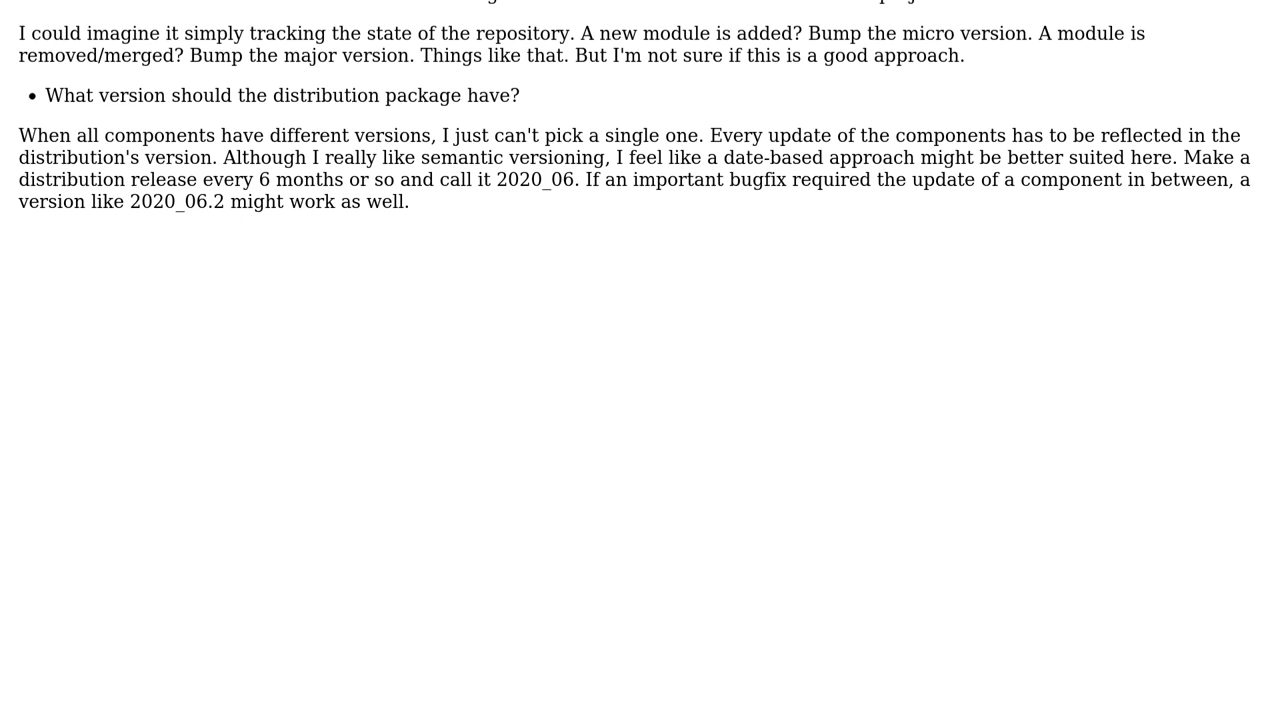 I could imagine it simply tracking the state of the repository. A new module is added? Bump the micro version. A module is
removed/merged? Bump the major version. Things like that. But I'm not sure if this is a good approach.
• What version should the distribution package have?
When all components have different versions, I just can't pick a single one. Every update of the components has to be reflected in the
distribution's version. Although I really like semantic versioning, I feel like a date-based approach might be better suited here. Make a
distribution release every 6 months or so and call it 2020_06. If an important bugfix required the update of a component in between, a
version like 2020_06.2 might work as well.